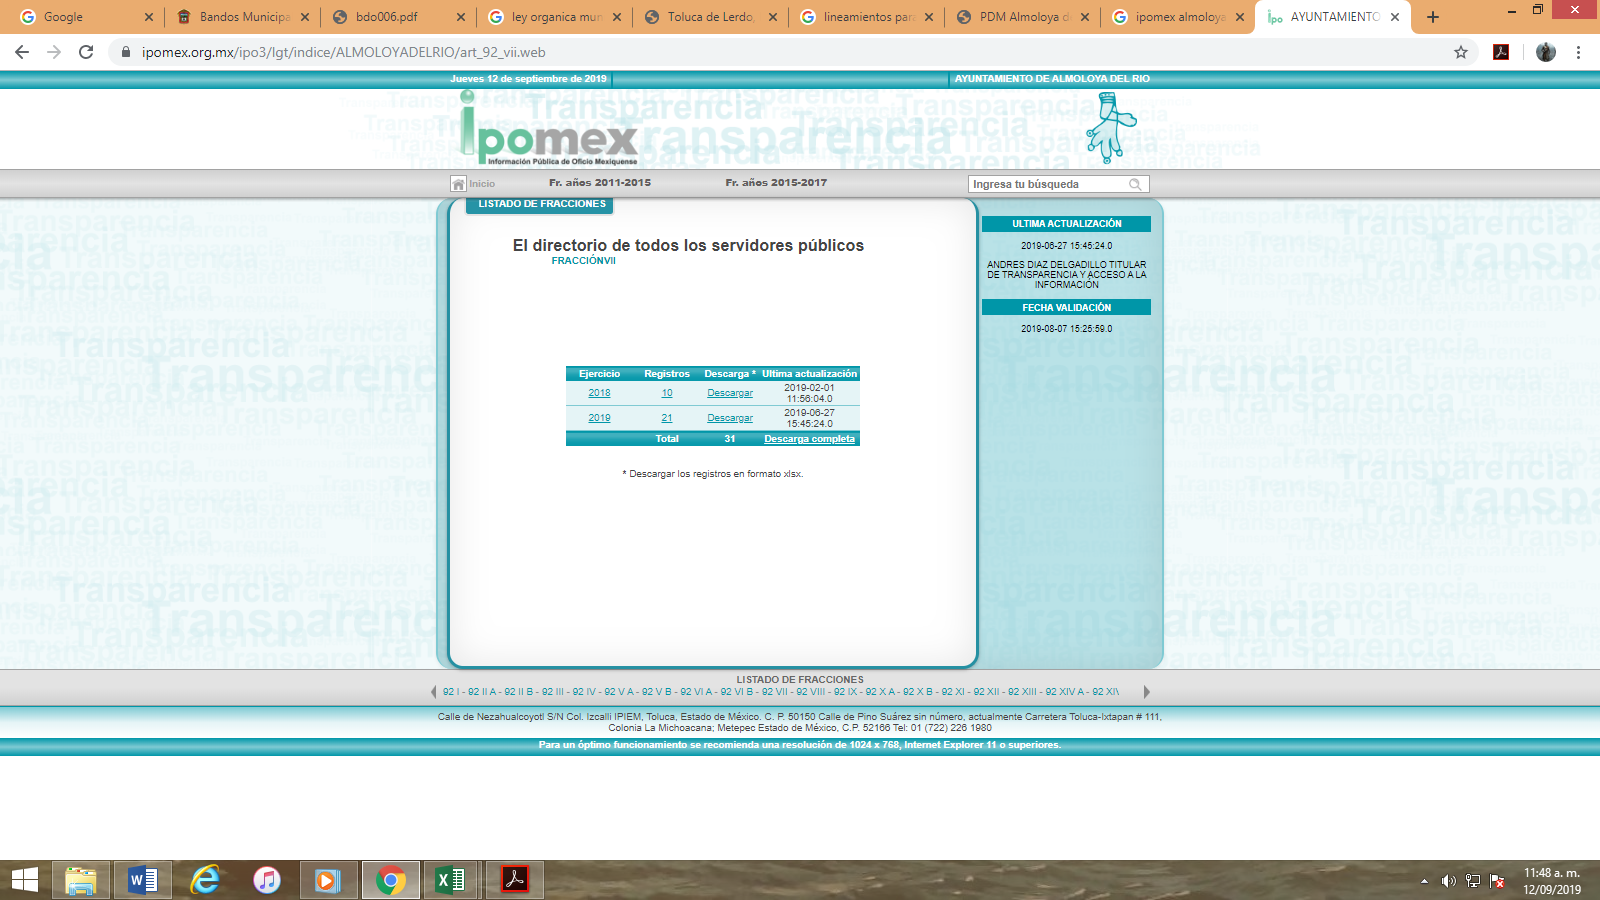 Google
Bandos Municipa
bdo006.pdf
ley organica mun
Toluca de Lerdo,
lineamientos para
PDM Almoloya d
ipomex almoloya
AYUNTAMIENTO
ipomex.org.mx/ipo3/lgt/indice/ALMOLOYADELRIO/art_92_vii.web
Jueves 12 de septiembre de 2019
AYUNTAMIENTO DE ALMOLOYA DEL RIO
Transparencia
ipomex
Información Pública de Oficio Mexiquense
Inicio
Fr. años 2011-2015
Fr. años 2015-2017
Ingresa tu búsqueda
LISTADO DE FRACCIONES
El directorio de todos los servidores públicos
FRACCIÓNVII
Ejercicio Registros Descarga * Ultima actualización
2018 10 Descargar 2019-02-01
11:56:04.0
2019 21 Descargar 2019-06-27
15:45:24.0
Total 31 Descarga completa
* Descargar los registros en formato xlsx.
ULTIMA ACTUALIZACIÓN
2019-06-27 15:45:24.0
ANDRES DIAZ DELGADILLO TITULAR
DE TRANSPARENCIA Y ACCESO A LA
INFORMACIÓN
FECHA VALIDACIÓN
2019-08-07 15:25:59.0
LISTADO DE FRACCIONES
92 I - 92 II A - 92 II B - 92 III - 92 IV - 92 V A - 92 V B - 92 VI A - 92 VI B - 92 VII - 92 VIII - 92 IX - 92 X A - 92 X B - 92 XI - 92 XII - 92 XIII - 92 XIV A - 92 XI\
Calle de Nezahualcoyotl S/N Col. Izcalli IPIEM, Toluca, Estado de México. C. P. 50150 Calle de Pino Suárez sin número, actualmente Carretera Toluca-Ixtapan # 111,
Colonia La Michoacana; Metepec Estado de México, C.P. 52166 Tel: 01 (722) 226 1980
Para un óptimo funcionamiento se recomienda una resolución de 1024 x 768, Internet Explorer 11 o superiores.
11:48 a. m.
12/09/2019